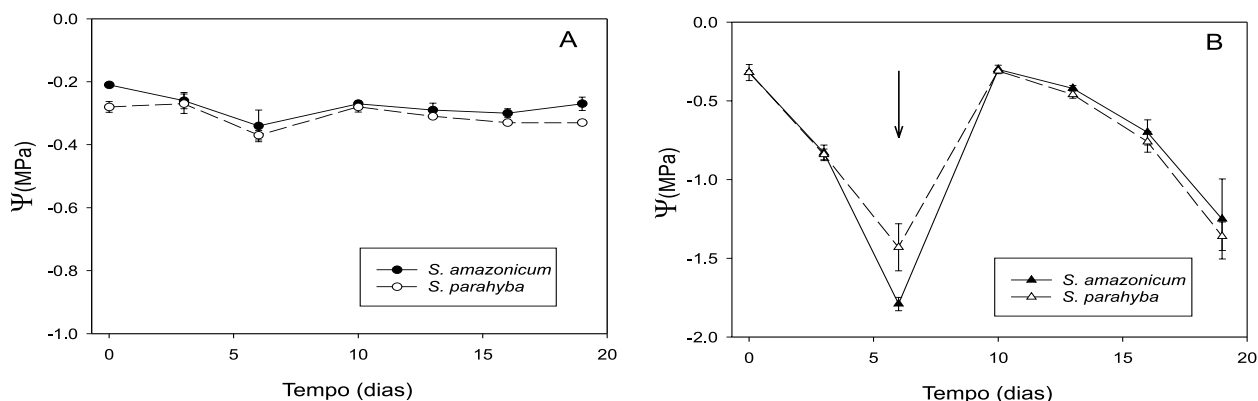 A
0.0
-0.2
-0.4
-0.6
-0.8
-1.0
Ψ(MPa)
S. amazonicum
S. parahyba
0 5 10 15 20
Tempo (dias)
B
0.0
-0.5
-1.0
-1.5
-2.0
Ψ(MPa)
S. amazonicum
S. parahyba
0 5 10 15 20
Tempo (dias)